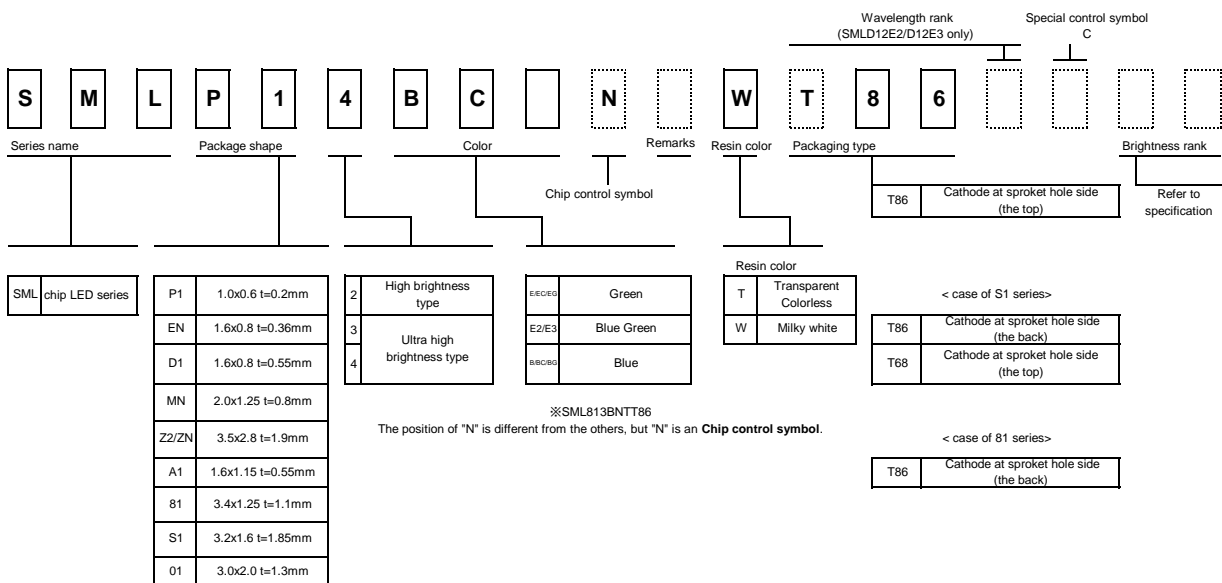 Wavelength rank
(SMLD12E2/D12E3 only)
Special control symbol
C
S M L P 1 4 B C N W T 8 6
Series name
Package shape
Color
Remarks
Resin color
Packaging type
Brightness rank
Chip control symbol
T86 Cathode at sproket hole side
(the top)
Refer to
specification
SML chip LED series
P1 1.0x0.6 t=0.2mm
EN 1.6x0.8 t=0.36mm
D1 1.6x0.8 t=0.55mm
MN 2.0x1.25 t=0.8mm
Z2/ZN 3.5x2.8 t=1.9mm
A1 1.6x1.15 t=0.55mm
81 3.4x1.25 t=1.1mm
S1 3.2x1.6 t=1.85mm
01 3.0x2.0 t=1.3mm
2 High brightness
type
3
4
Ultra high
brightness type
E/EC/EG Green
E2/E3 Blue Green
B/BC/BG Blue
Resin color
T Transparent
Colorless
W Milky white
< case of S1 series>
T86 Cathode at sproket hole side
(the back)
T68 Cathode at sproket hole side
(the top)
※SML813BNTT86
The position of "N" is different from the others, but "N" is an Chip control symbol.
< case of 81 series>
T86 Cathode at sproket hole side
(the back)